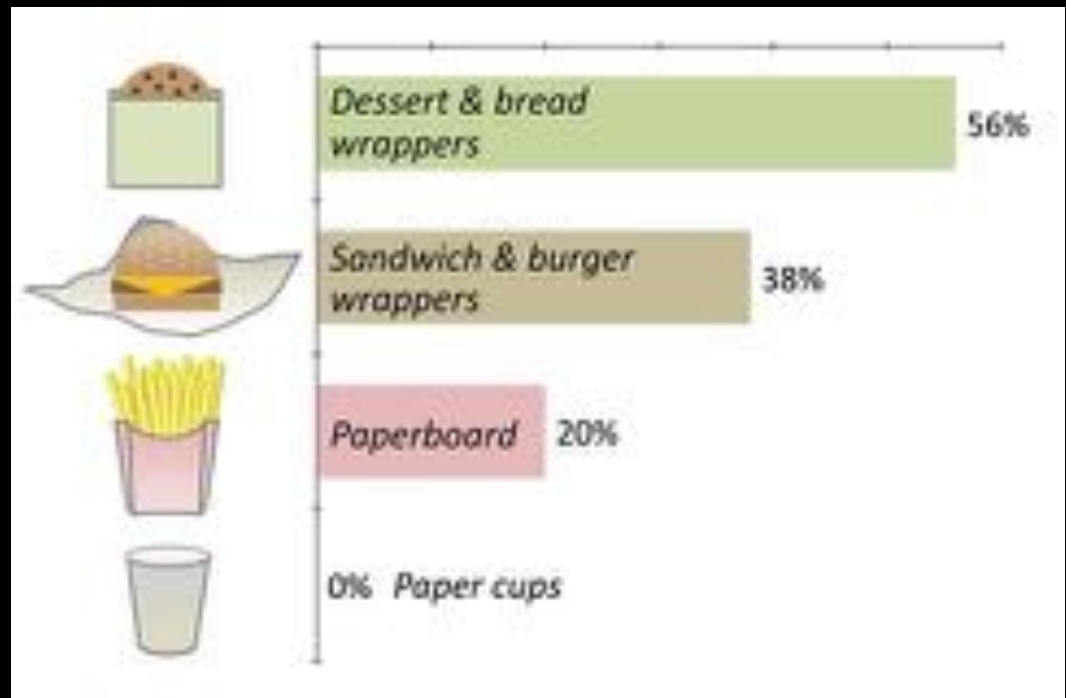 Dessert & bread
wrappers
56%
Sandwich & burger
wrappers
38%
Paperboard
20%
0% Paper cups